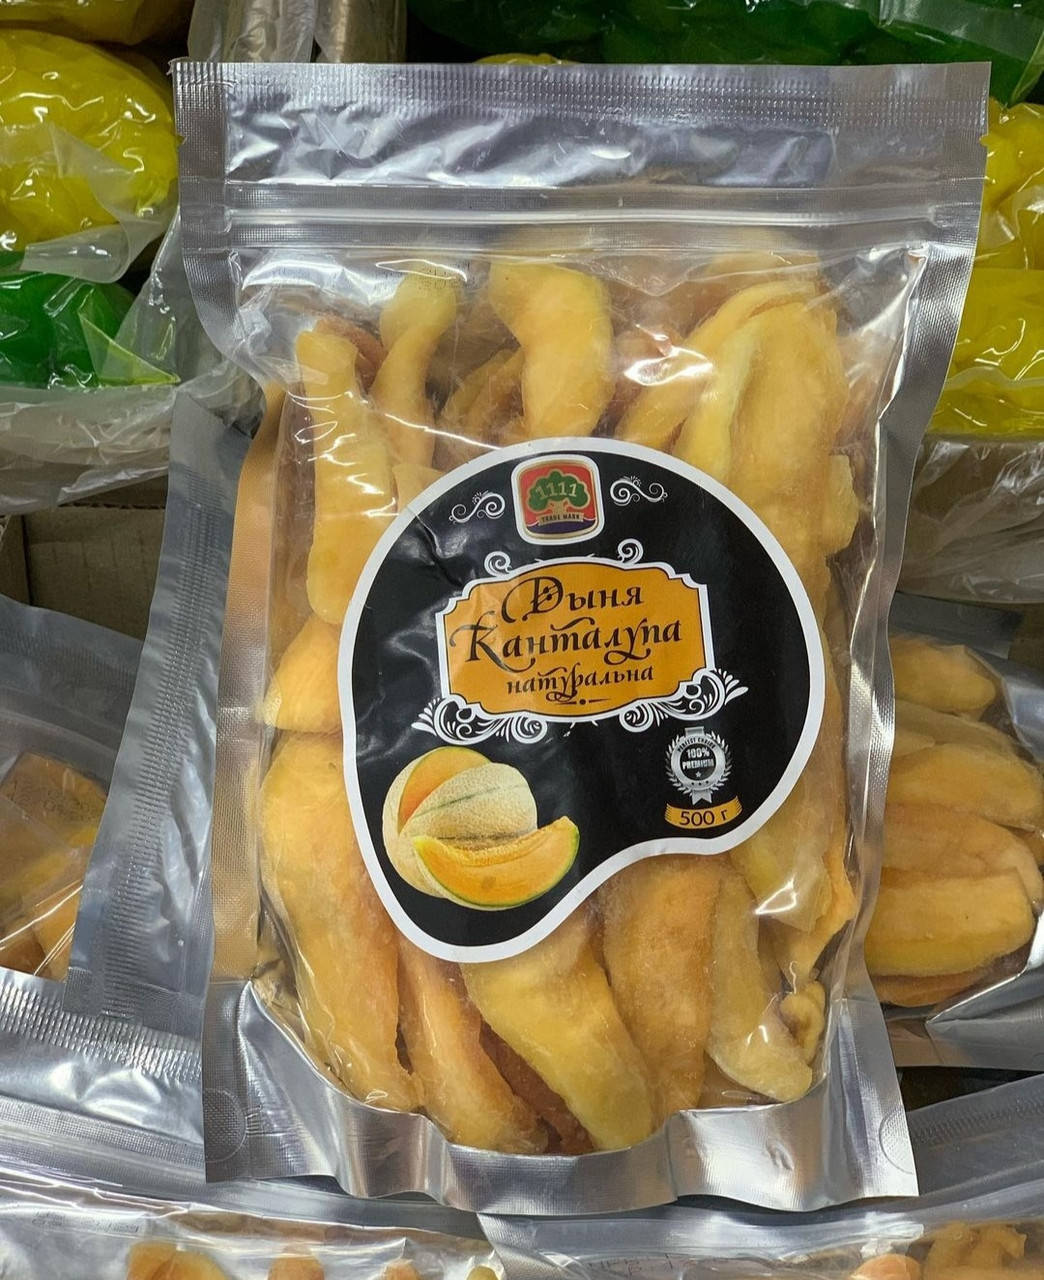 1111
TRADE MARK
Дыня
Канталупа
натуральна
100%
PREMIUM
500 г